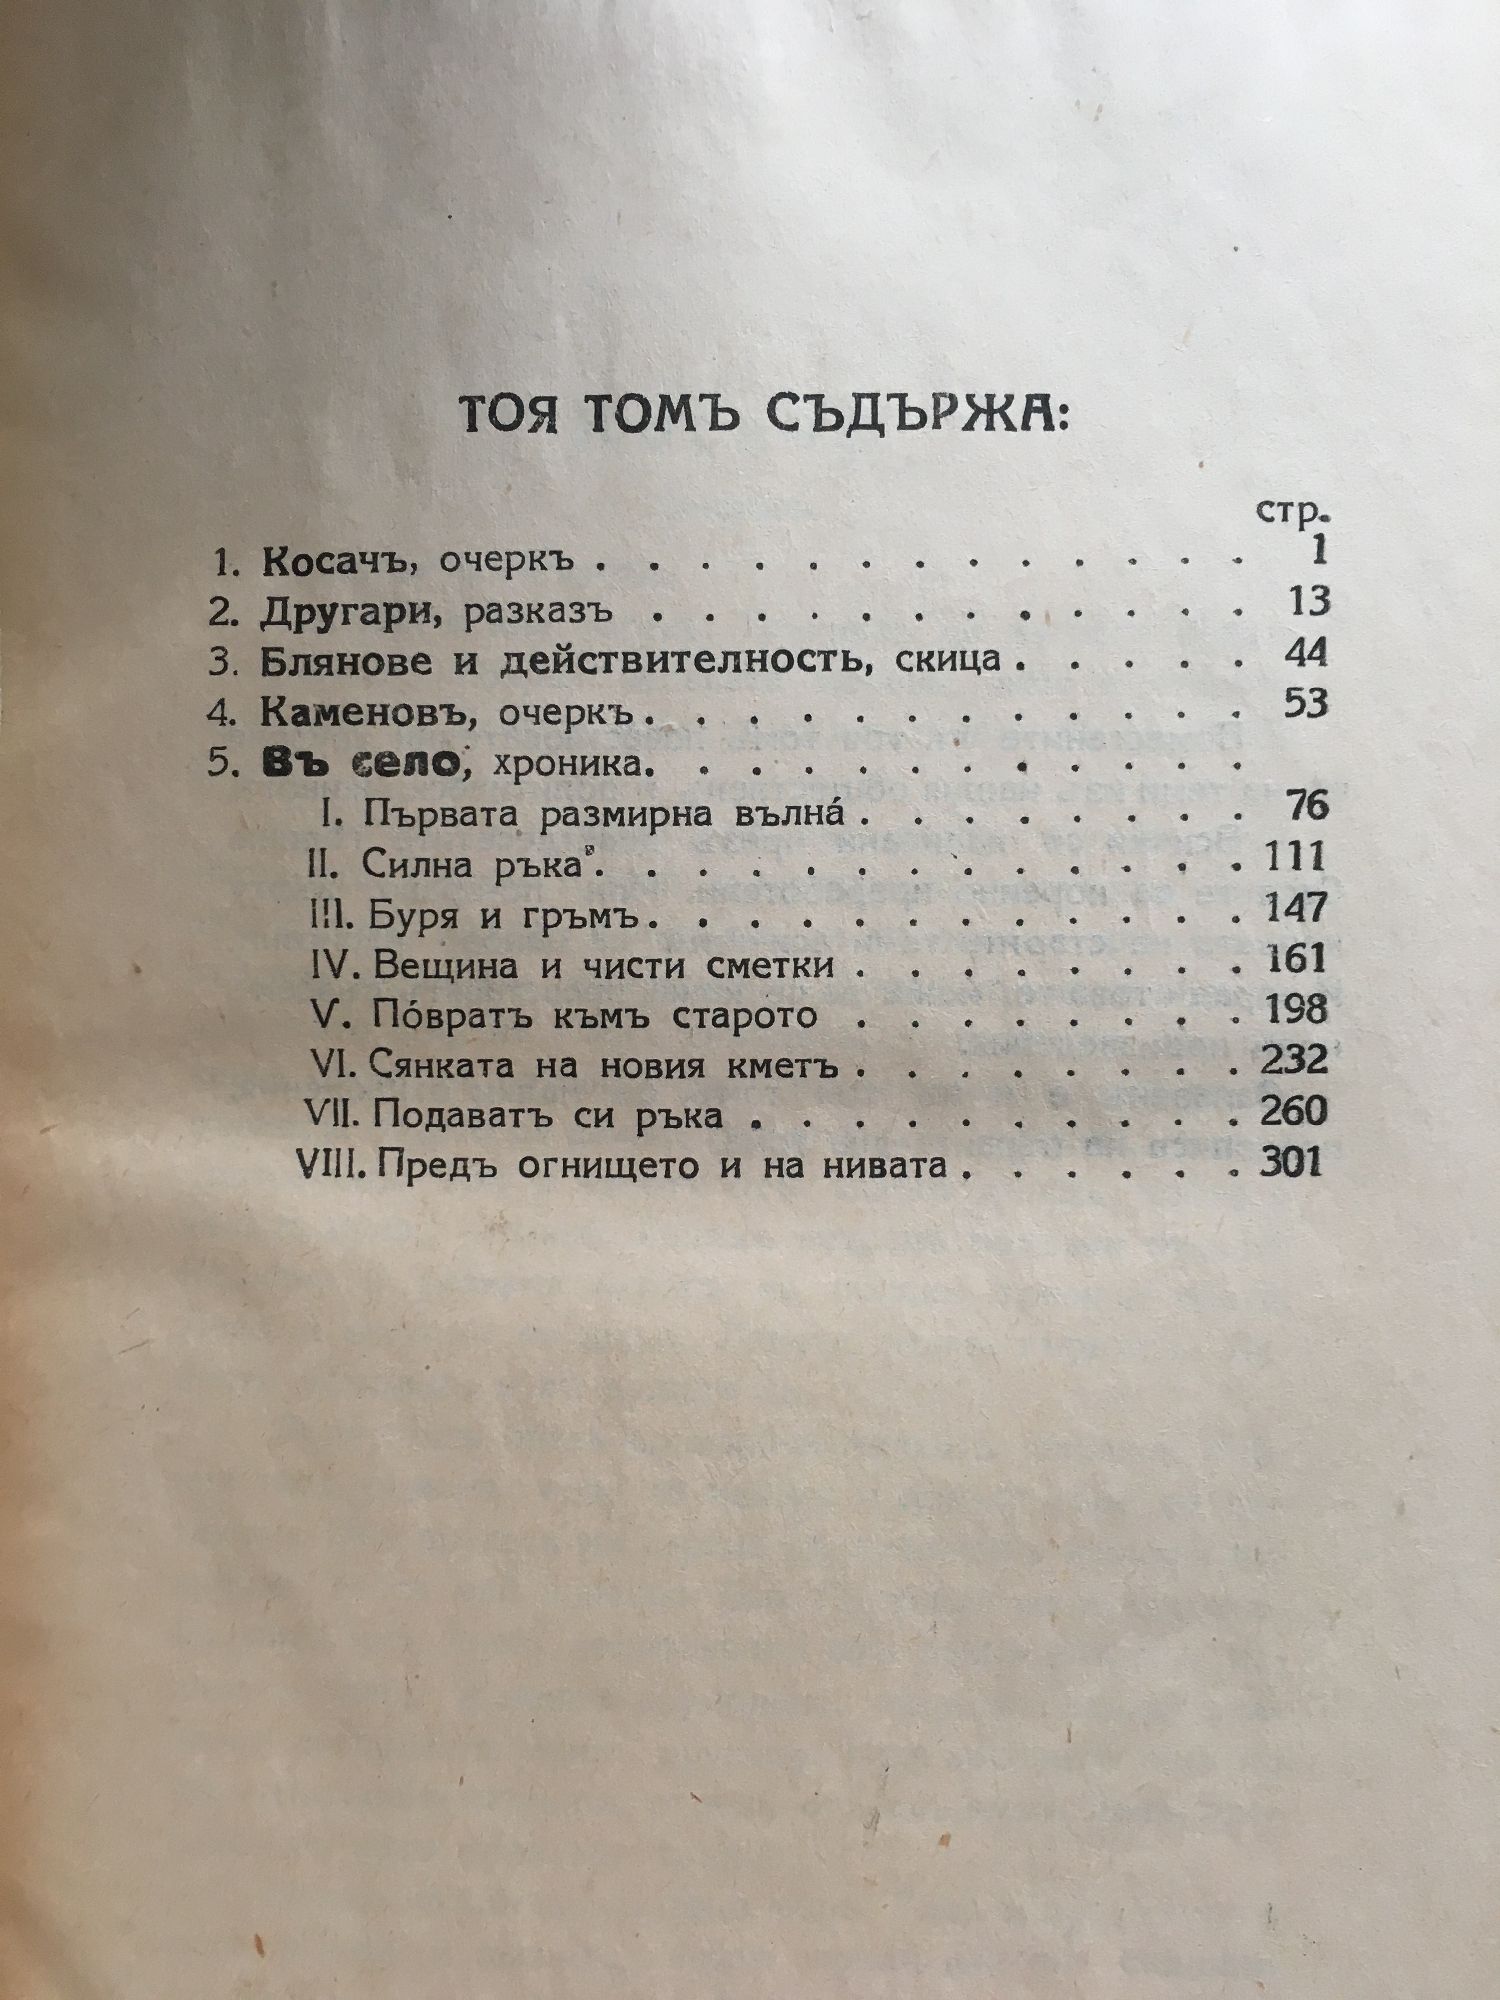 ТОЯ ТОМЪ СЪДЪРЖА:
стр.
1. Косачъ, очеркъ . . . . . . . . . . . . . 1
2. Другари, разказъ . . . . . . . . . . . . 13
3. Блянове и действителность, скица . . . . . 44
4. Каменовъ, очеркъ . . . . . . . . . . . . 53
5. Въ село, хроника. . . . . . . . . . . .
I. Първата размирна вълна́ . . . . . . . . 76
II. Силна ръка . . . . . . . . . . . . . 111
III. Буря и гръмъ . . . . . . . . . . . . 147
IV. Вещина и чисти сметки . . . . . . . . 161
V. По́вратъ къмъ старото . . . . . . . . 198
VI. Сянката на новия кметъ . . . . . . . . 232
VII. Подаватъ си ръка . . . . . . . . . . 260
VIII. Предъ огнището и на нивата . . . . . . 301